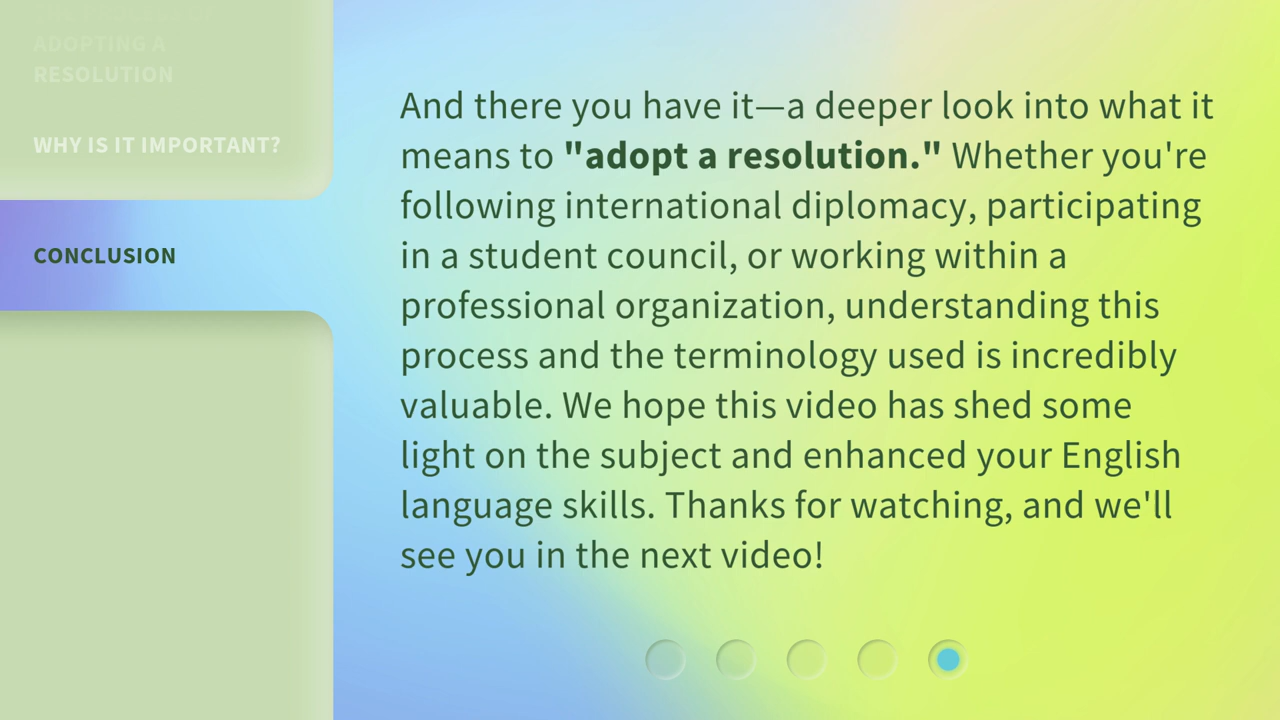 THE PROCESS OF
ADOPTING A
RESOLUTION
WHY IS IT IMPORTANT?
CONCLUSION
And there you have it—a deeper look into what it
means to "adopt a resolution." Whether you're
following international diplomacy, participating
in a student council, or working within a
professional organization, understanding this
process and the terminology used is incredibly
valuable. We hope this video has shed some
light on the subject and enhanced your English
language skills. Thanks for watching, and we'll
see you in the next video!